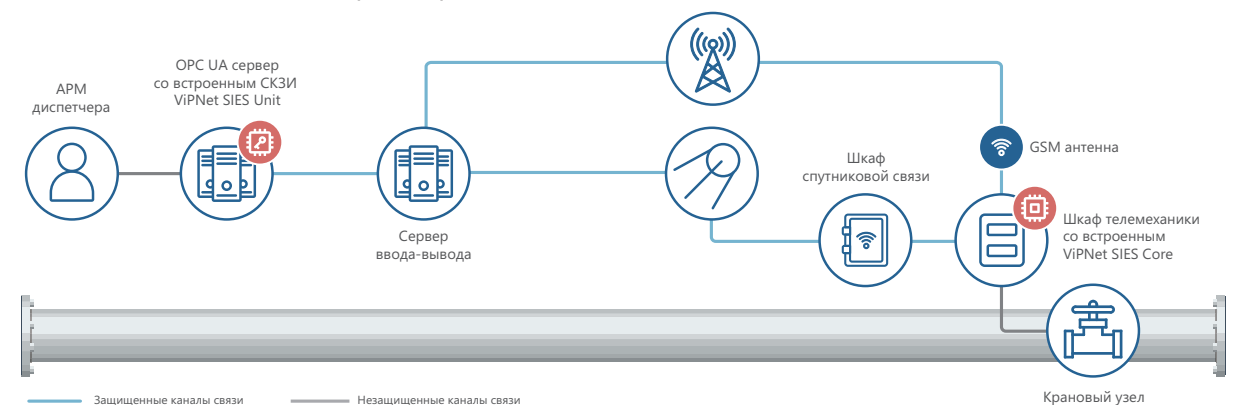 АРМ
диспетчера
OPC UA сервер
со встроенным СКЗИ
ViPNet SIES Unit
Сервер
ввода-вывода
Шкаф
спутниковой связи
GSM антенна
Шкаф телемеханики
со встроенным
ViPNet SIES Core
Крановый узел
Защищенные каналы связи
Незащищенные каналы связи